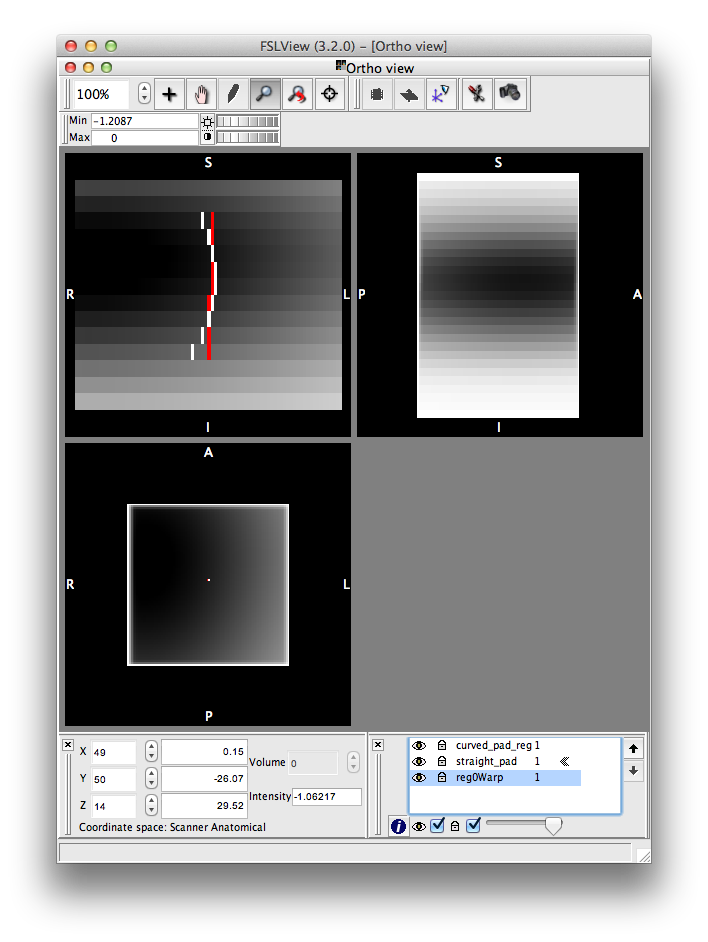 FSLView (3.2.0) – [Ortho view]
Ortho view
100%
Min -1.2087
Max 0
S
S
R
L
P
A
I
I
A
R
L
P
X 49 0.15
Y 50 -26.07
Z 14 29.52
Coordinate space: Scanner Anatomical
Volume 0
Intensity -1.06217
curved_pad_reg 1
straight_pad 1
reg0Warp 1